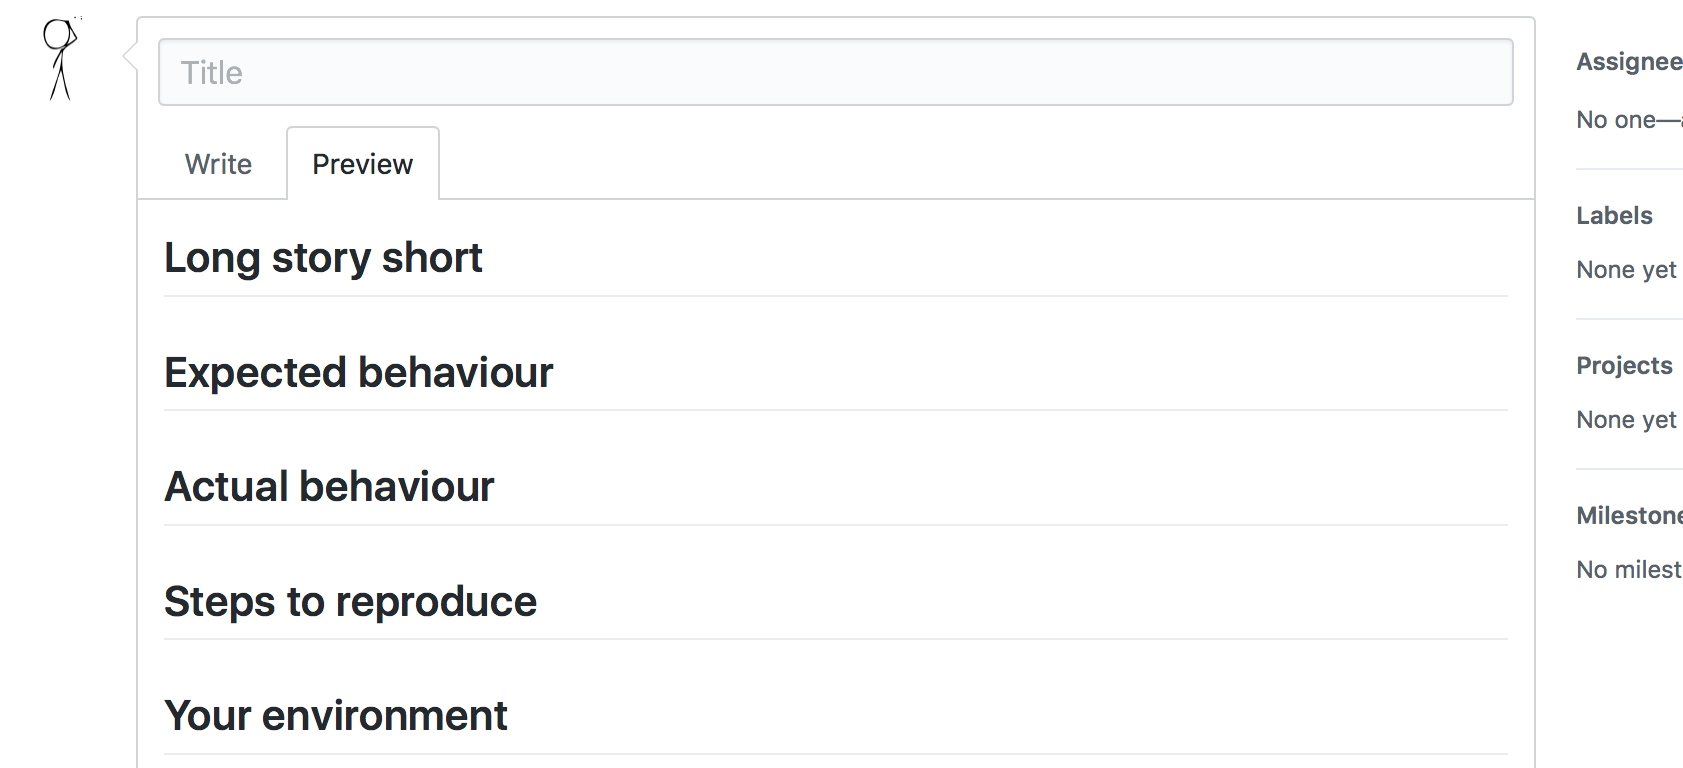 Title
Write
Preview
Long story short
Expected behaviour
Actual behaviour
Steps to reproduce
Your environment
Assignee
No one—
Labels
None yet
Projects
None yet
Milestone
No milest